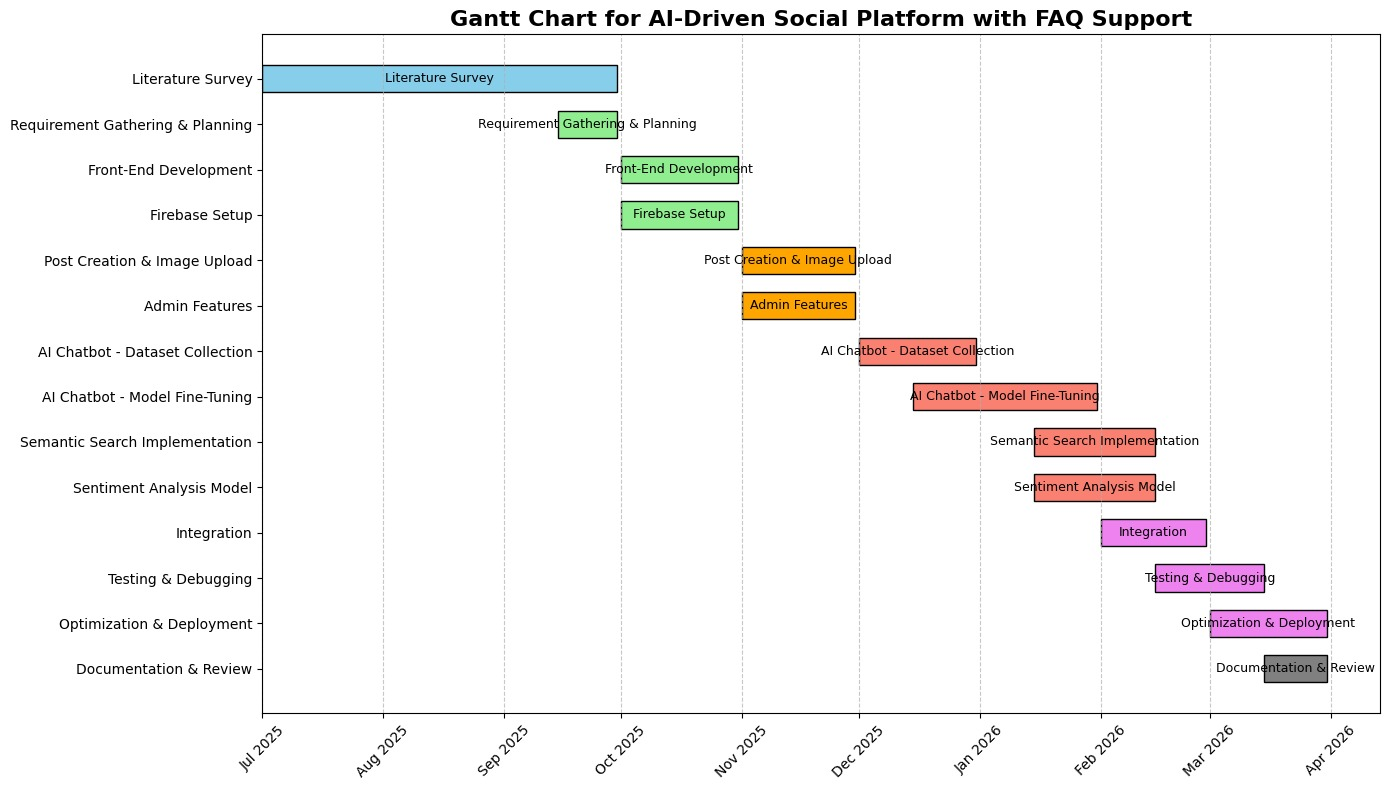 Gantt Chart for AI-Driven Social Platform with FAQ Support
Literature Survey
Literature Survey
Requirement Gathering & Planning
Requirement Gathering & Planning
Front-End Development
Front-End Development
Firebase Setup
Firebase Setup
Post Creation & Image Upload
Post Creation & Image Upload
Admin Features
Admin Features
AI Chatbot - Dataset Collection
AI Chatbot - Dataset Collection
AI Chatbot - Model Fine-Tuning
AI Chatbot - Model Fine-Tuning
Semantic Search Implementation
Semantic Search Implementation
Sentiment Analysis Model
Sentiment Analysis Model
Integration
Integration
Testing & Debugging
Testing & Debugging
Optimization & Deployment
Optimization & Deployment
Documentation & Review
Documentation & Review
Jul 2025
Aug 2025
Sep 2025
Oct 2025
Nov 2025
Dec 2025
Jan 2026
Feb 2026
Mar 2026
Apr 2026